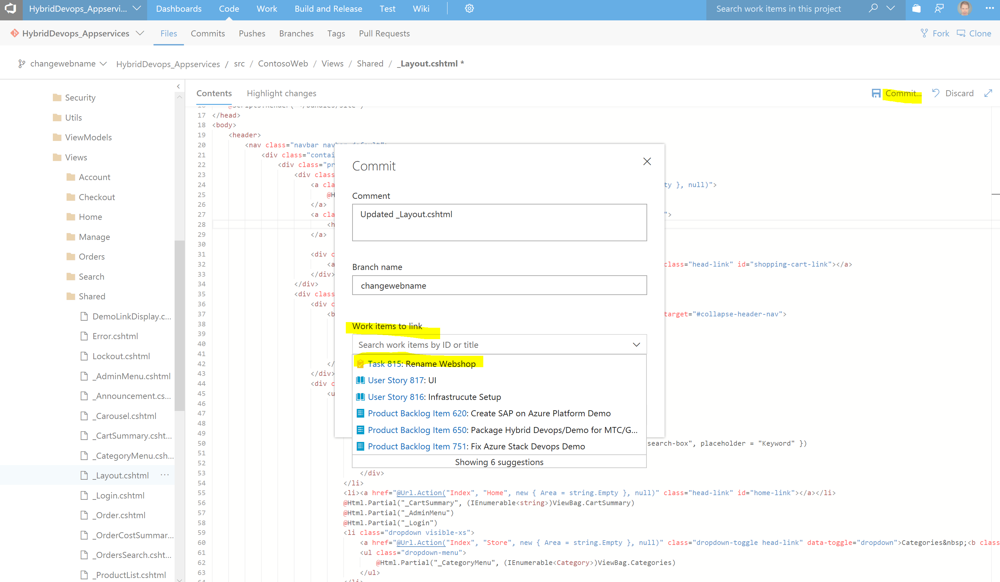 HybridDevops_Appservi... Dashboards Code Work Build and Release Test Wiki Search work items in this project
HybridDevops_Appservices Files Commits Pushes Branches Tags Pull Requests Fork Clone
changewebname HybridDevops_Appservices / src / ContosoWeb / Views / Shared / _Layout.cshtml *
Security
Utils
ViewModels
Views
Account
Checkout
Home
Manage
Orders
Search
Shared
DemoLinkDisplay.c...
Error.cshtml
Lockout.cshtml
_AdminMenu.cshtml
_Announcement.cs...
_Carousel.cshtml
_CartSummary.csht...
_CategoryMenu.csh...
_Layout.cshtml ...
_Login.cshtml
_Order.cshtml
_OrderCostSummar...
_OrdersSearch.csht...
_ProductList.cshtml
Contents Highlight changes Commit... Discard
17 </head>
18 <body>
19 <header>
20 <nav class="navbar navbar-default">
21 <div class="contai
22 <div class="pr
23 <div class
24 <a cla ty }, null)">
25 @H
26 </a>
27 <a cla ">
28 <h
29 </a>
30
31 <div c
32 <a class="head-link" id="shopping-cart-link"></a>
33 </div>
34 </div>
35 <div class
36 <div c
37 <b target="#collapse-header-nav">
38
39
40
41
42 </
43 </div>
44 <div c
45 <u
46
47
48
49
50 search-box", placeholder = "Keyword" })
51
52
53 </div>
54 </li>
55 <li><a href="@Url.Action("Index", "Home", new { Area = string.Empty }, null)" class="head-link" id="home-link"></a></li>
56 @Html.Partial("_CartSummary", (IEnumerable<string>)ViewBag.CartSummary)
57 @Html.Partial("_AdminMenu")
58 @Html.Partial("_Login")
59 <li class="dropdown visible-xs">
60 <a href="@Url.Action("Index", "Store", new { Area = string.Empty }, null)" class="dropdown-toggle head-link" data-toggle="dropdown">Categories&nbsp;<b class
61 <ul class="dropdown-menu">
62 @Html.Partial("_CategoryMenu", (IEnumerable<Category>)ViewBag.Categories)
63 </ul>
Commit
Comment
Updated _Layout.cshtml
Branch name
changewebname
Work items to link
Search work items by ID or title
Task 815: Rename Webshop
User Story 817: UI
User Story 816: Infrastrucute Setup
Product Backlog Item 620: Create SAP on Azure Platform Demo
Product Backlog Item 650: Package Hybrid Devops/Demo for MTC/G...
Product Backlog Item 751: Fix Azure Stack Devops Demo
Showing 6 suggestions